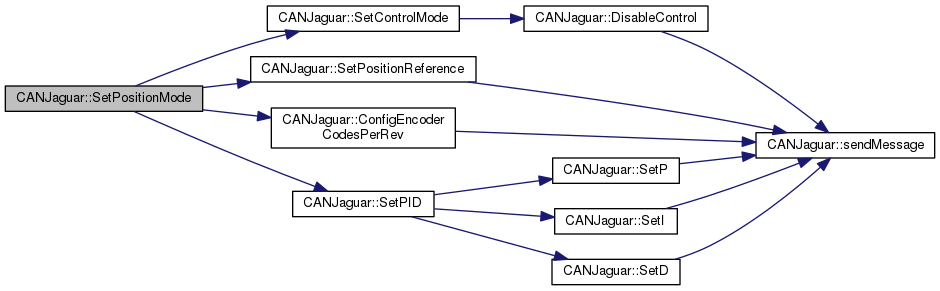 CANJaguar::SetPositionMode
CANJaguar::SetControlMode
CANJaguar::DisableControl
CANJaguar::SetPositionReference
CANJaguar::ConfigEncoder
CodesPerRev
CANJaguar::sendMessage
CANJaguar::SetPID
CANJaguar::SetP
CANJaguar::SetI
CANJaguar::SetD